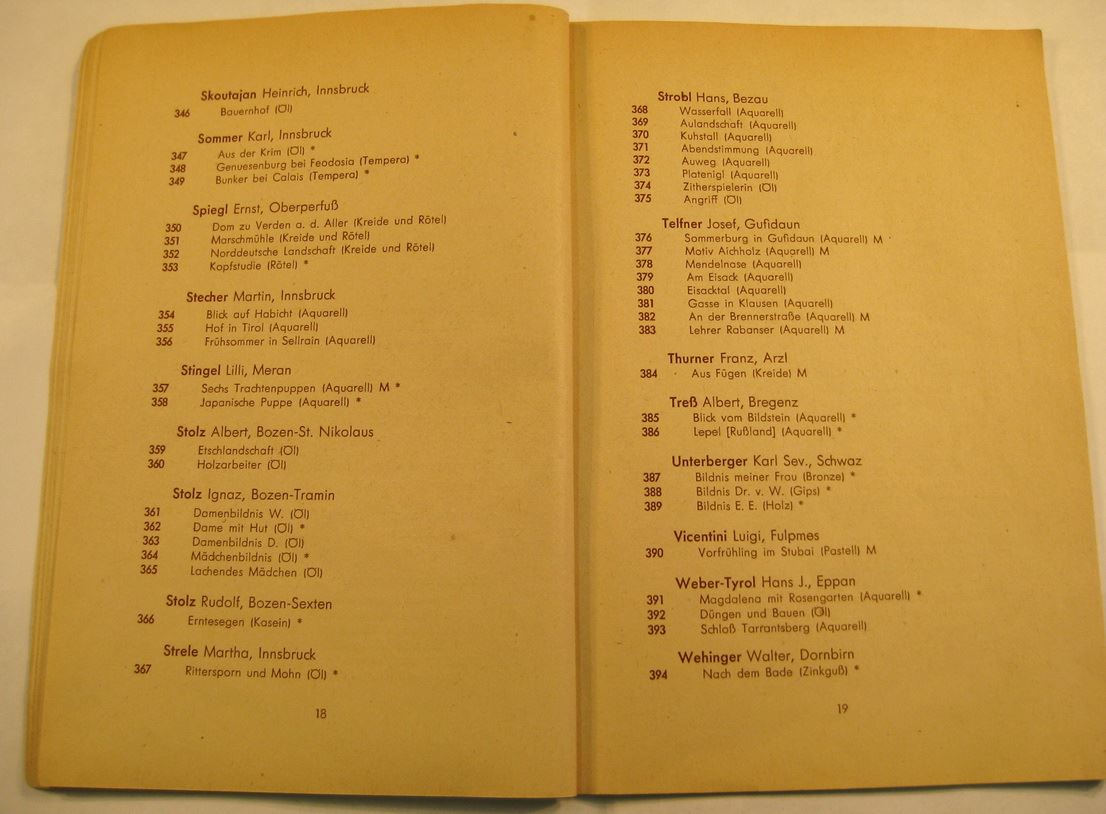 Skoutajan Heinrich, Innsbruck
346 Bauernhof (Öl)
Sommer Karl, Innsbruck
347 Aus der Krim (Öl) *
348 Genuesenburg bei Feodosia (Tempera) *
349 Bunker bei Calais (Tempera) *
Spiegl Ernst, Oberperfuß
350 Dom zu Verden a. d. Aller (Kreide und Rötel)
351 Marschmühle (Kreide und Rötel)
352 Norddeutsche Landschaft (Kreide und Rötel)
353 Kopfstudie (Rötel) *
Stecher Martin, Innsbruck
354 Blick auf Habicht (Aquarell)
355 Hof in Tirol (Aquarell)
356 Frühsommer in Sellrain (Aquarell)
Stingel Lilli, Meran
357 Sechs Trachtenpuppen (Aquarell) M *
358 Japanische Puppe (Aquarell) *
Stolz Albert, Bozen-St. Nikolaus
359 Etschlandschaft (Öl)
360 Holzarbeiter (Öl)
Stolz Ignaz, Bozen-Tramin
361 Damenbildnis W. (Öl)
362 Dame mit Hut (Öl) *
363 Damenbildnis D. (Öl)
364 Mädchenbildnis (Öl) *
365 Lachendes Mädchen (Öl)
Stolz Rudolf, Bozen-Sexten
366 Erntesegen (Kasein) *
Strele Martha, Innsbruck
367 Rittersporn und Mohn (Öl) *
18
Strobl Hans, Bezau
368 Wasserfall (Aquarell)
369 Aulandschaft (Aquarell)
370 Kuhstall (Aquarell)
371 Abendstimmung (Aquarell)
372 Auweg (Aquarell)
373 Platenigl (Aquarell)
374 Zitherspielerin (Öl)
375 Angriff (Öl)
Telfner Josef, Gufidaun
376 Sommerburg in Gufidaun (Aquarell) M
377 Motiv Aichholz (Aquarell) M
378 Mendelnase (Aquarell)
379 Am Eisack (Aquarell)
380 Eisacktal (Aquarell)
381 Gasse in Klausen (Aquarell)
382 An der Brennerstraße (Aquarell) M
383 Lehrer Rabanser (Aquarell) M
Thurner Franz, Arzl
384 Aus Fügen (Kreide) M
Treß Albert, Bregenz
385 Blick vom Bildstein (Aquarell) *
386 Lepel [Rußland] (Aquarell) *
Unterberger Karl Sev., Schwaz
387 Bildnis meiner Frau (Bronze) *
388 Bildnis Dr. v. W. (Gips) *
389 Bildnis E. E. (Holz) *
Vicentini Luigi, Fulpmes
390 Vorfrühling im Stubai (Pastell) M
Weber-Tyrol Hans J., Eppan
391 Magdalena mit Rosengarten (Aquarell) *
392 Düngen und Bauen (Öl)
393 Schloß Tarrantsberg (Aquarell)
Wehinger Walter, Dornbirn
394 Nach dem Bade (Zinkguß) *
19